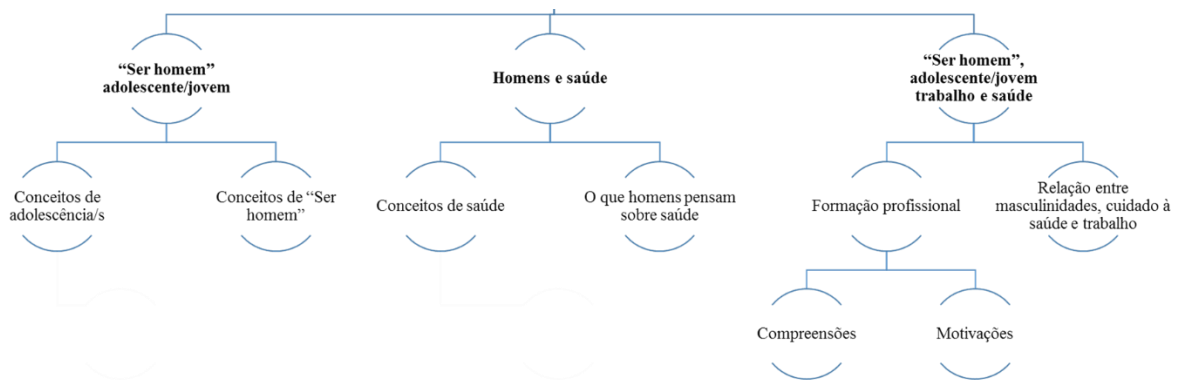 “Ser homem”
adolescente/jovem
Homens e saúde
“Ser homem”,
adolescente/jovem
trabalho e saúde
Conceitos de
adolescência/s
Conceitos de “Ser
homem”
Conceitos de saúde
O que homens pensam
sobre saúde
Formação profissional
Relação entre
masculinidades, cuidado à
saúde e trabalho
Compreensões
Motivações